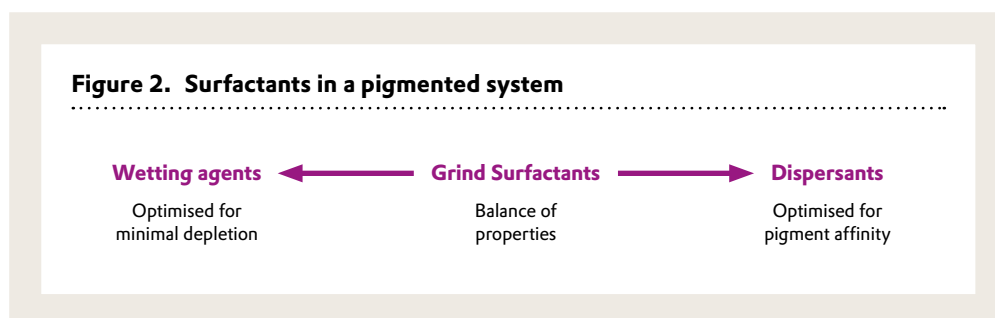 Figure 2. Surfactants in a pigmented system
Wetting agents
Grind Surfactants
Dispersants
Optimised for
minimal depletion
Balance of
properties
Optimised for
pigment affinity